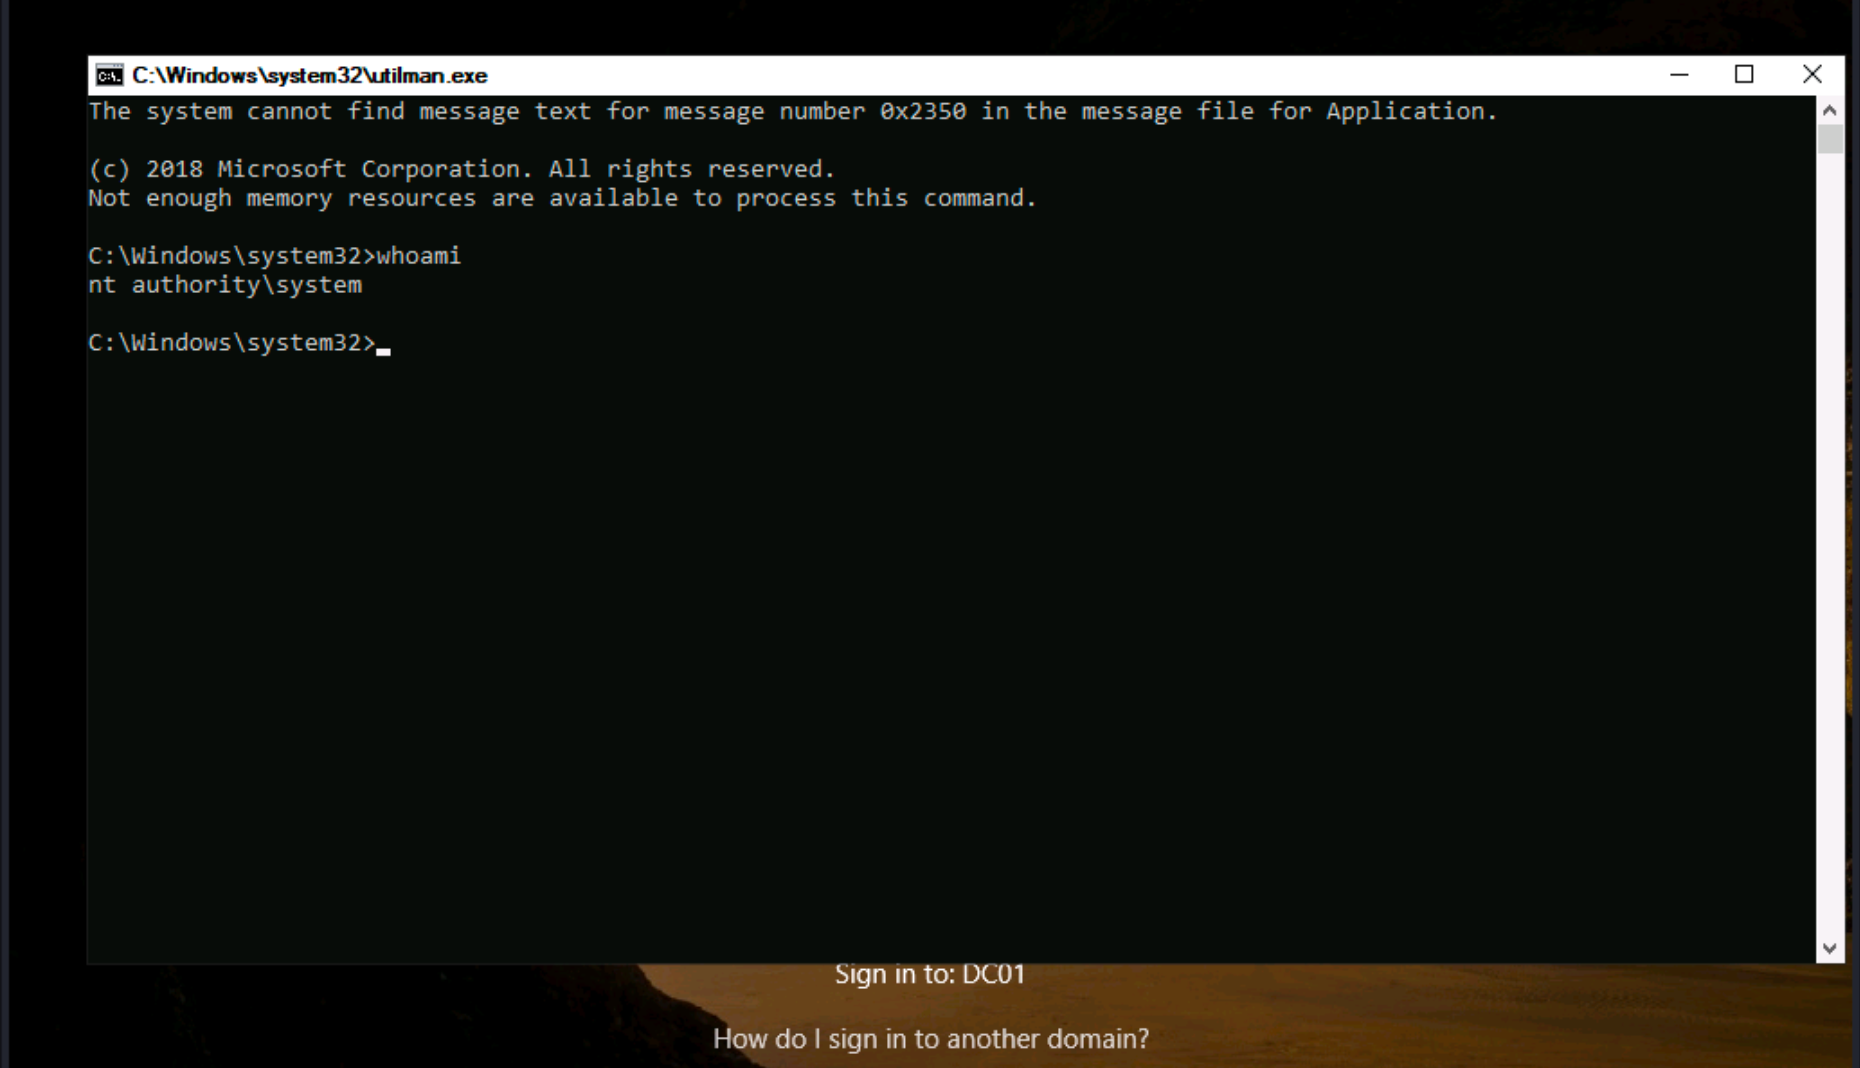 C:\Windows\system32\utilman.exe
The system cannot find message text for message number 0x2350 in the message file for Application.
(c) 2018 Microsoft Corporation. All rights reserved.
Not enough memory resources are available to process this command.
C:\Windows\system32>whoami
nt authority\system
C:\Windows\system32>
Sign in to: DC01
How do I sign in to another domain?